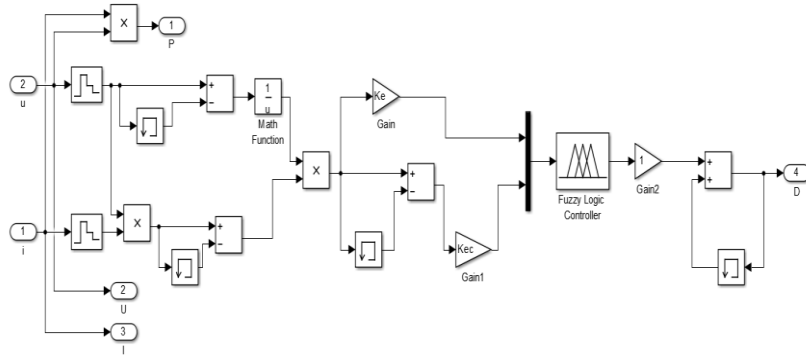 × 1
P
2
u
+
−
1
u
Math
Function
Ke
Gain
×
+
−
Kec
Gain1
Fuzzy Logic
Controller
1
Gain2
+
+
4
D
1
i
×
+
−
2
U
3
I